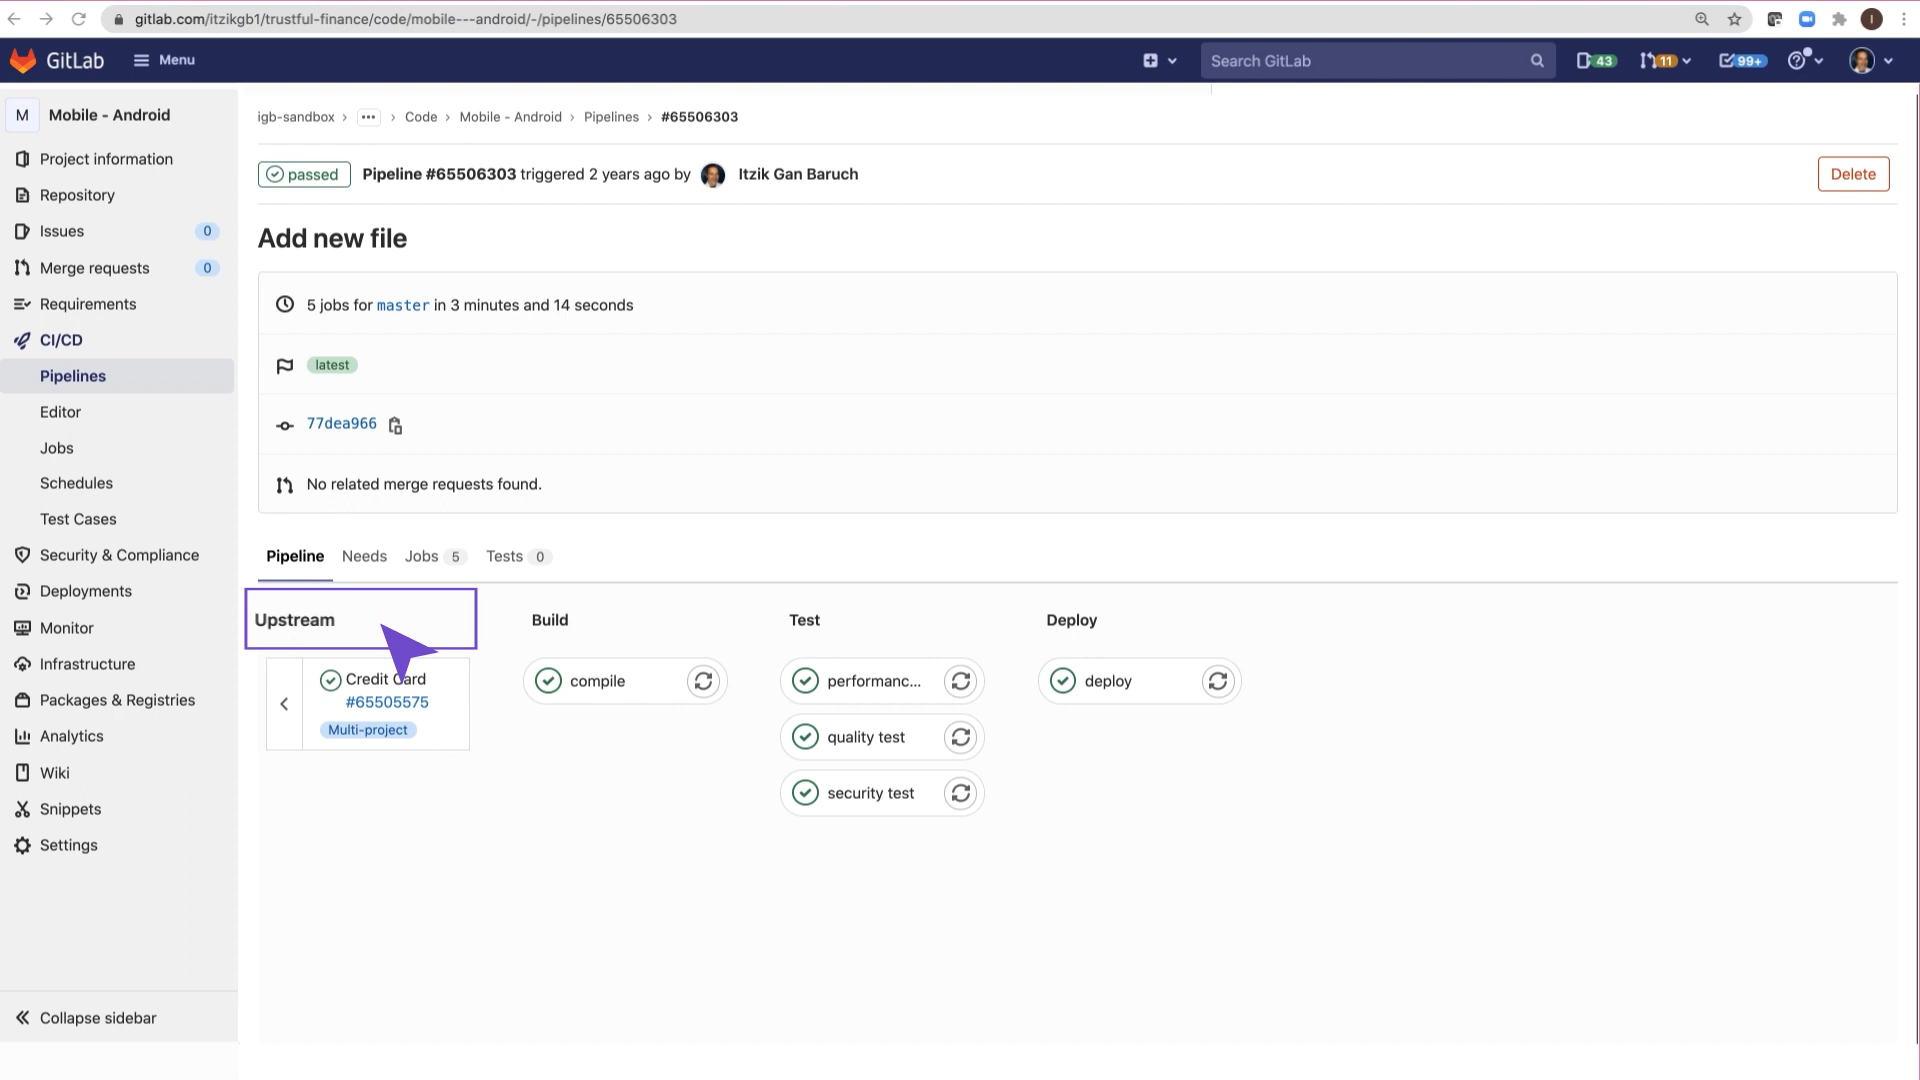 gitlab.com/itzikgb1/trustful-finance/code/mobile---android/-/pipelines/65506303
GitLab Menu Search GitLab 43 11 99+
M Mobile - Android
Project information
Repository
Issues 0
Merge requests 0
Requirements
CI/CD
Pipelines
Editor
Jobs
Schedules
Test Cases
Security & Compliance
Deployments
Monitor
Infrastructure
Packages & Registries
Analytics
Wiki
Snippets
Settings
Collapse sidebar
igb-sandbox › ••• › Code › Mobile - Android › Pipelines › #65506303
passed Pipeline #65506303 triggered 2 years ago by Itzik Gan Baruch Delete
Add new file
5 jobs for master in 3 minutes and 14 seconds
latest
77dea966
No related merge requests found.
Pipeline Needs Jobs 5 Tests 0
Upstream Build Test Deploy
Credit Card
#65505575
Multi-project
compile
performanc...
quality test
security test
deploy